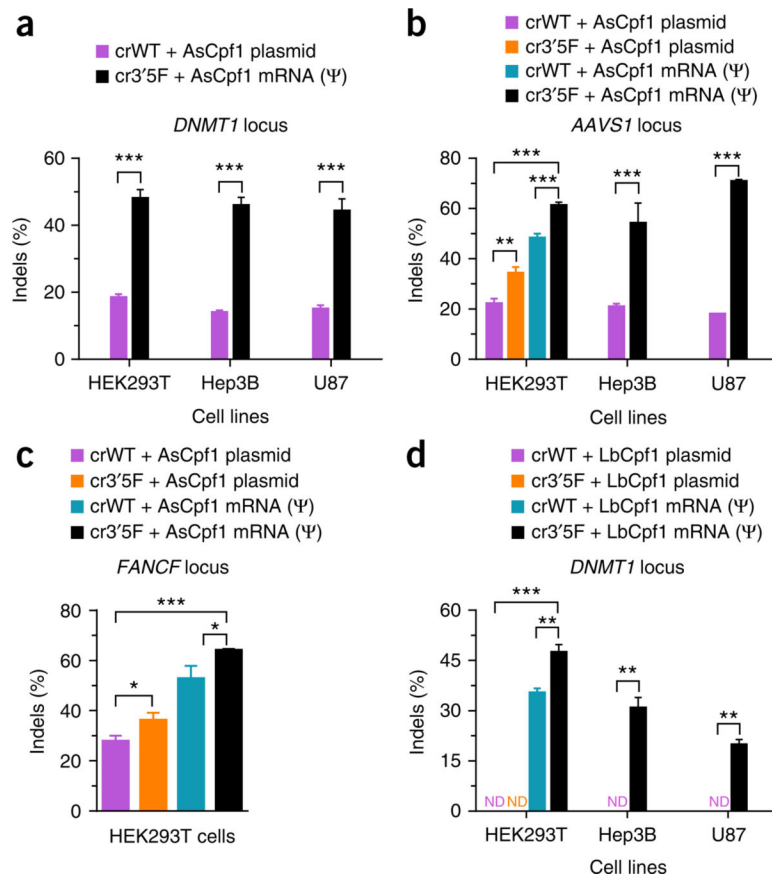 a
crWT + AsCpf1 plasmid
cr3′5F + AsCpf1 mRNA (Ψ)
DNMT1 locus
60
40
20
0
Indels (%)
***
***
***
HEK293T
Hep3B
U87
Cell lines
b
crWT + AsCpf1 plasmid
cr3′5F + AsCpf1 plasmid
crWT + AsCpf1 mRNA (Ψ)
cr3′5F + AsCpf1 mRNA (Ψ)
AAVS1 locus
80
60
40
20
0
Indels (%)
***
***
**
***
***
HEK293T
Hep3B
U87
Cell lines
c
crWT + AsCpf1 plasmid
cr3′5F + AsCpf1 plasmid
crWT + AsCpf1 mRNA (Ψ)
cr3′5F + AsCpf1 mRNA (Ψ)
FANCF locus
80
60
40
20
0
Indels (%)
***
*
*
HEK293T cells
d
crWT + LbCpf1 plasmid
cr3′5F + LbCpf1 plasmid
crWT + LbCpf1 mRNA (Ψ)
cr3′5F + LbCpf1 mRNA (Ψ)
DNMT1 locus
60
45
30
15
0
Indels (%)
***
**
**
**
ND
ND
ND
ND
HEK293T
Hep3B
U87
Cell lines